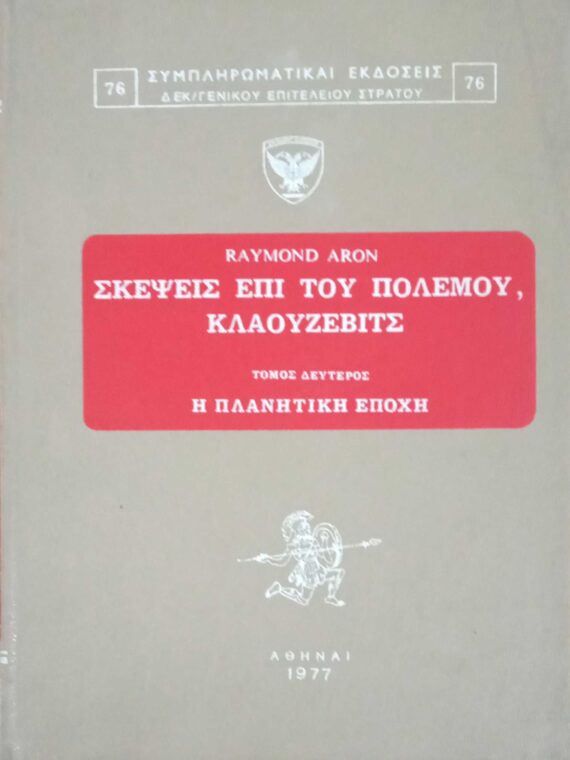 76 ΣΥΜΠΛΗΡΩΜΑΤΙΚΑΙ ΕΚΔΟΣΕΙΣ 76
ΔΕΚ/ΓΕΝΙΚΟΥ ΕΠΙΤΕΛΕΙΟΥ ΣΤΡΑΤΟΥ
RAYMOND ARON
ΣΚΕΨΕΙΣ ΕΠΙ ΤΟΥ ΠΟΛΕΜΟΥ,
ΚΛΑΟΥΖΕΒΙΤΣ
ΤΟΜΟΣ ΔΕΥΤΕΡΟΣ
Η ΠΛΑΝΗΤΙΚΗ ΕΠΟΧΗ
ΑΘΗΝΑΙ
1977